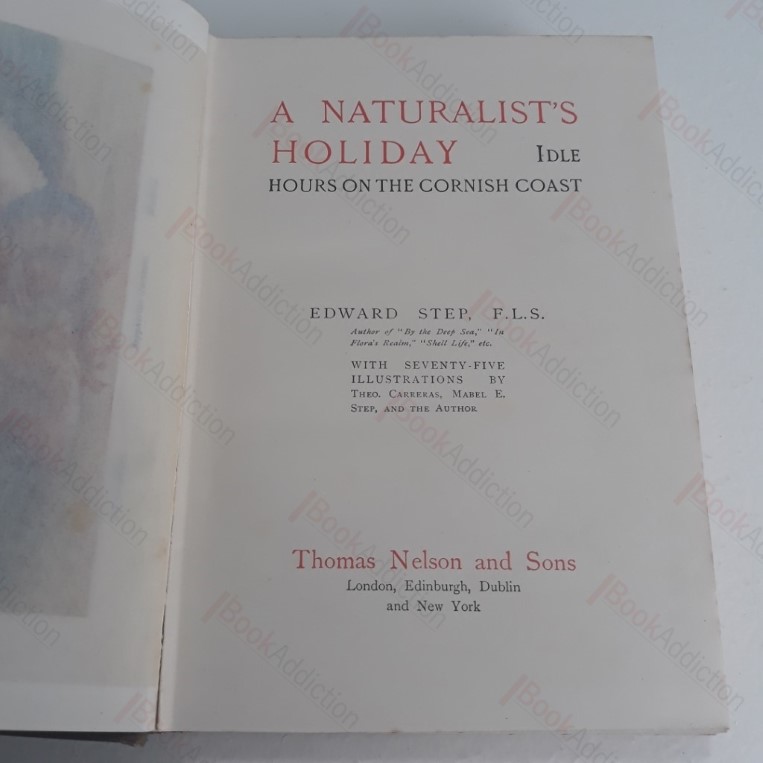 A NATURALIST'S
HOLIDAY IDLE
HOURS ON THE CORNISH COAST
EDWARD STEP, F.L.S.
Author of "By the Deep Sea," "In
Flora's Realm," "Shell Life," etc.
WITH SEVENTY-FIVE
ILLUSTRATIONS BY
THEO. CARRERAS, MABEL E.
STEP, AND THE AUTHOR
Thomas Nelson and Sons
London, Edinburgh, Dublin
and New York
BookAddiction